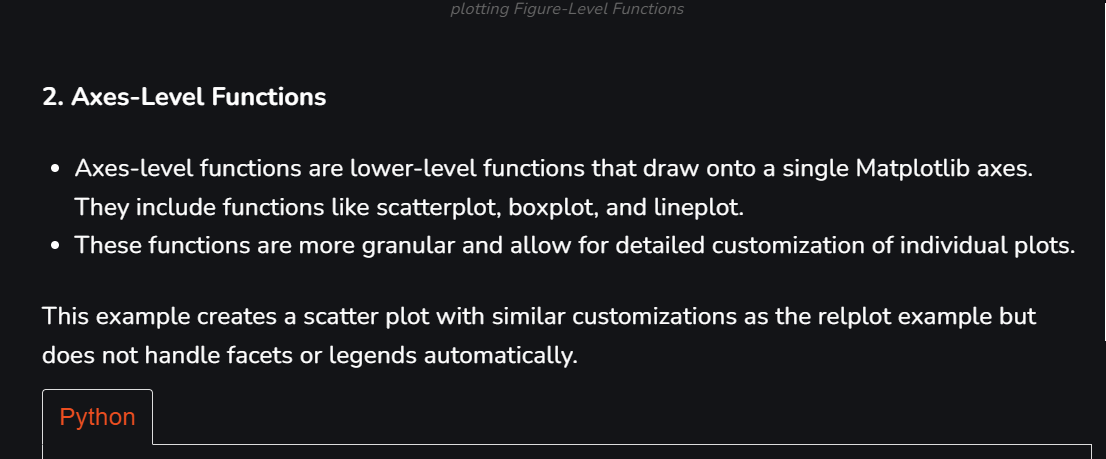 plotting Figure-Level Functions
2. Axes-Level Functions
• Axes-level functions are lower-level functions that draw onto a single Matplotlib axes.
They include functions like scatterplot, boxplot, and lineplot.
• These functions are more granular and allow for detailed customization of individual plots.
This example creates a scatter plot with similar customizations as the relplot example but
does not handle facets or legends automatically.
Python